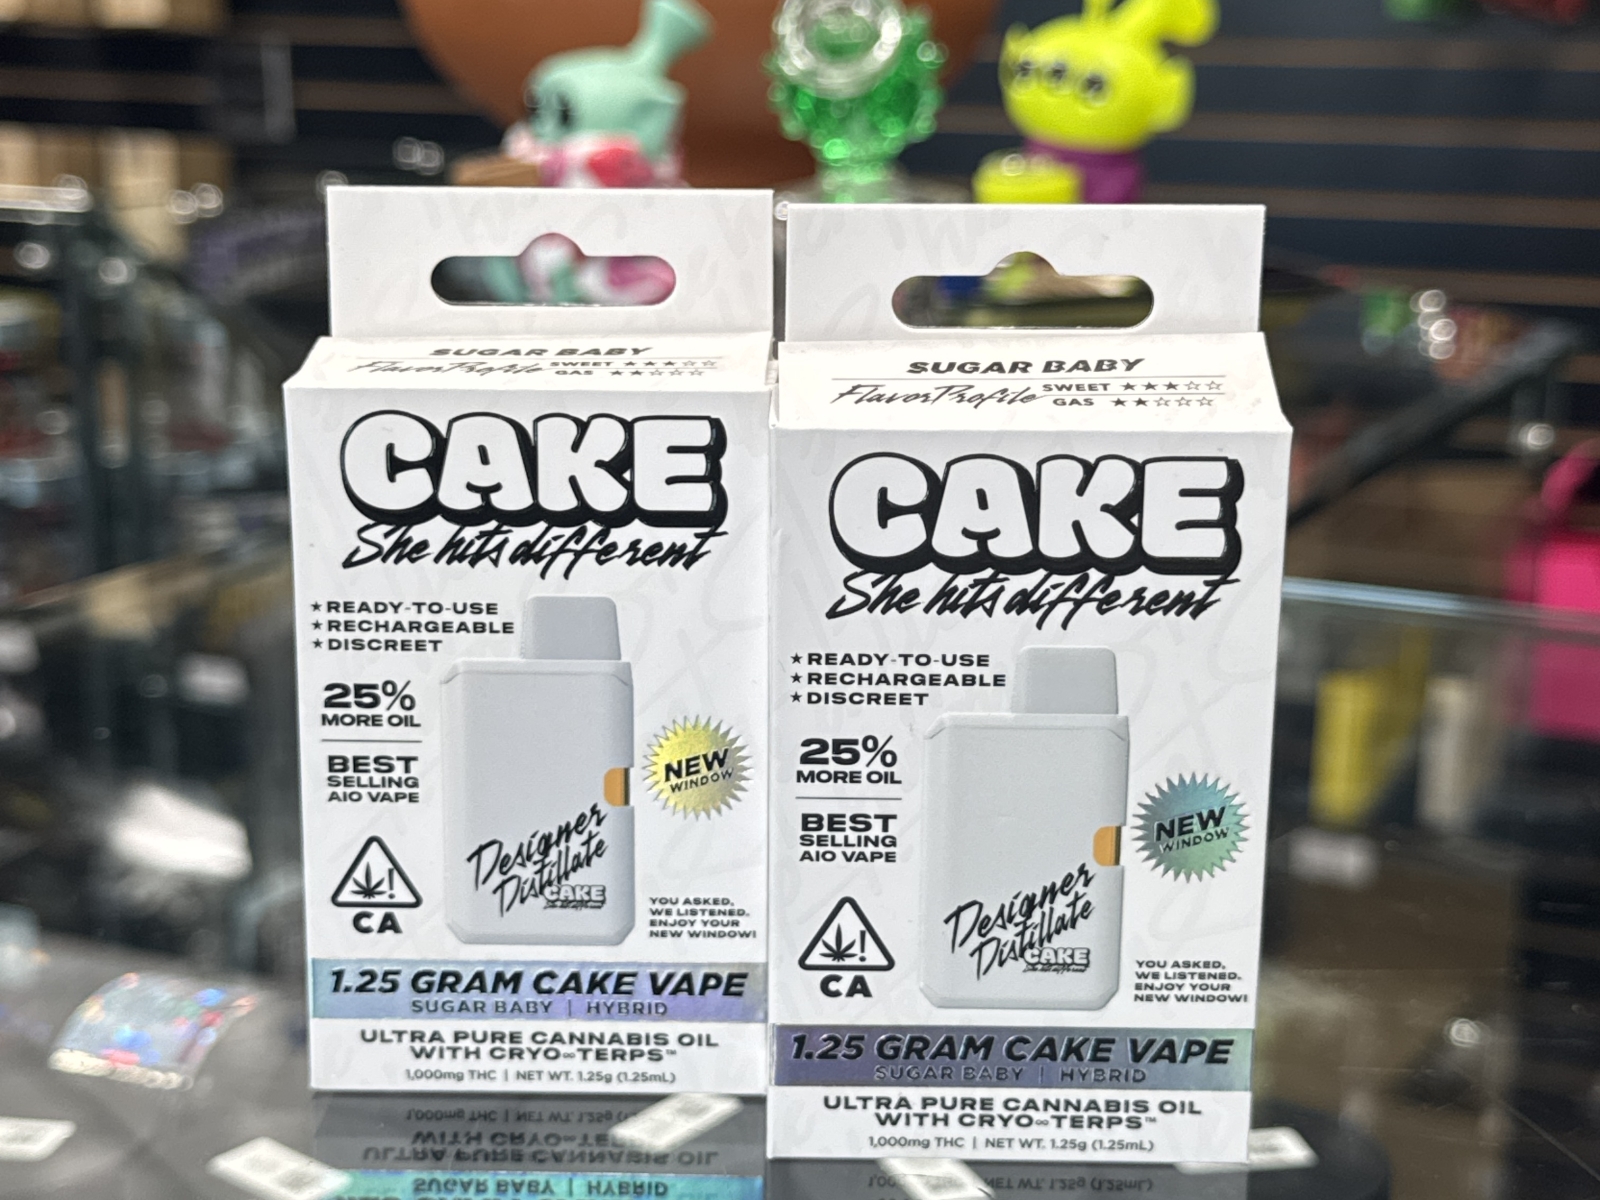 SUGAR BABY
Flavor Profile SWEET ★★★☆☆
GAS ★★☆☆☆
CAKE
She hits different
★ READY-TO-USE
★ RECHARGEABLE
★ DISCREET
25%
MORE OIL
BEST
SELLING
AIO VAPE
NEW
WINDOW
Designer
Distillate
CAKE
She hits different
CA
YOU ASKED,
WE LISTENED.
ENJOY YOUR
NEW WINDOW!
1.25 GRAM CAKE VAPE
SUGAR BABY | HYBRID
ULTRA PURE CANNABIS OIL
WITH CRYO∞TERPS™
1,000mg THC | NET WT. 1.25g (1.25mL)
SUGAR BABY
Flavor Profile SWEET ★★★☆☆
GAS ★★☆☆☆
CAKE
She hits different
★ READY-TO-USE
★ RECHARGEABLE
★ DISCREET
25%
MORE OIL
BEST
SELLING
AIO VAPE
NEW
WINDOW
Designer
Distillate
CAKE
She hits different
CA
YOU ASKED,
WE LISTENED.
ENJOY YOUR
NEW WINDOW!
1.25 GRAM CAKE VAPE
SUGAR BABY | HYBRID
ULTRA PURE CANNABIS OIL
WITH CRYO∞TERPS™
1,000mg THC | NET WT. 1.25g (1.25mL)